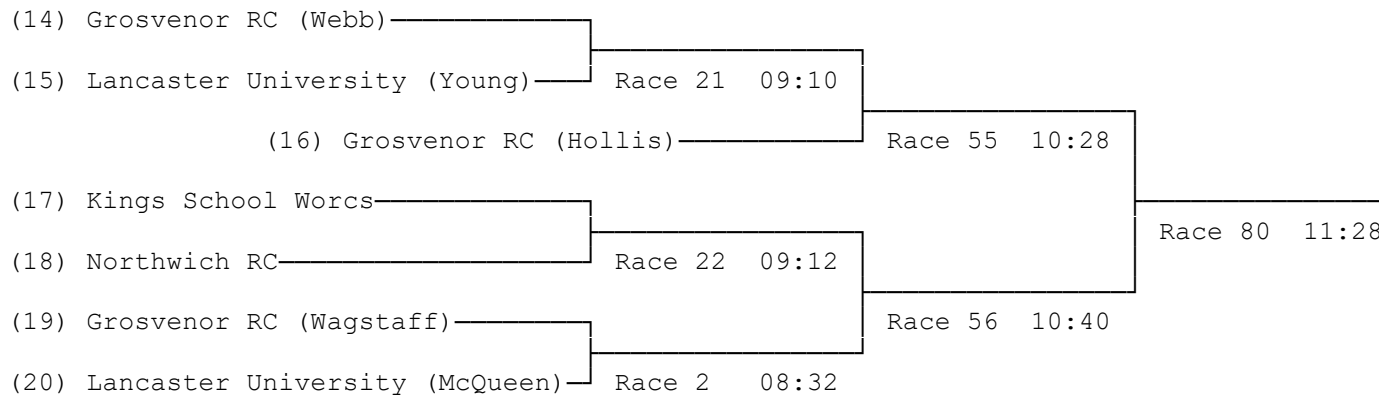 (14) Grosvenor RC (Webb)
(15) Lancaster University (Young) Race 21 09:10
(16) Grosvenor RC (Hollis) Race 55 10:28
(17) Kings School Worcs
Race 80 11:28
(18) Northwich RC Race 22 09:12
(19) Grosvenor RC (Wagstaff) Race 56 10:40
(20) Lancaster University (McQueen) Race 2 08:32